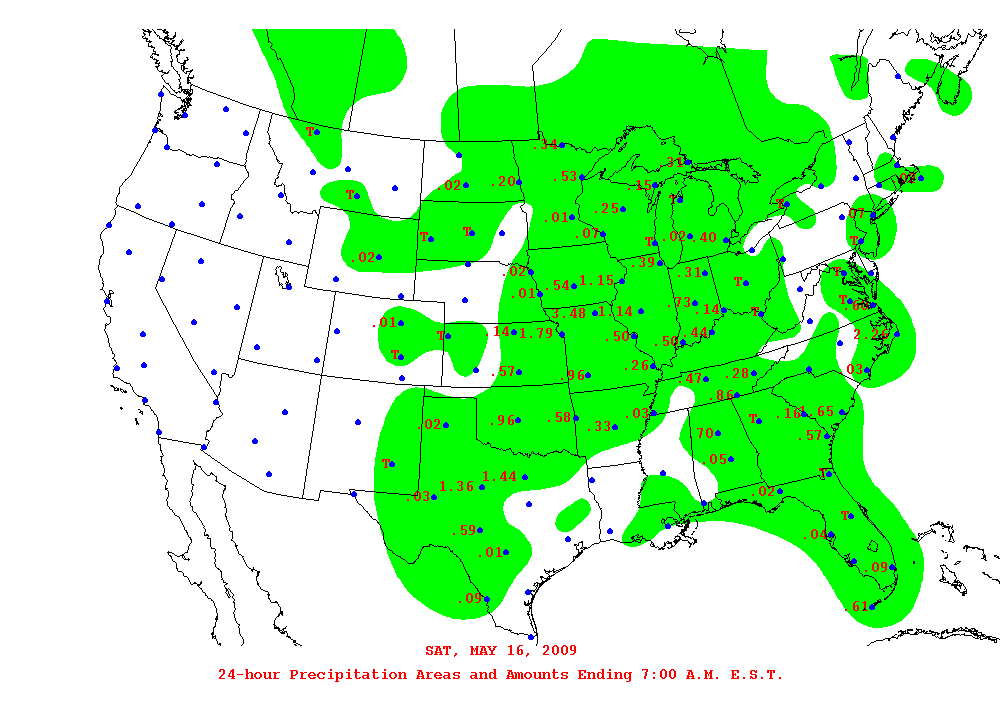 T
.34
.31
.53
.02
.20
.15
T
T
.25
T
.01
.07
T
T
.07
T
.02
.40
T
.02
.39
.02
.31
T
T
.54
1.15
.01
T
.73
.14
T
3.48
1.14
.01
T
.14
1.79
.50
.50
.44
2.24
T
.26
.57
.96
.47
.28
.03
.86
.03
.58
.33
.96
.02
T
.16
1.65
.70
.57
T
.05
1.44
T
1.36
.03
.02
T
.59
.04
.01
.09
.09
.61
SAT, MAY 16, 2009
24-hour Precipitation Areas and Amounts Ending 7:00 A.M. E.S.T.